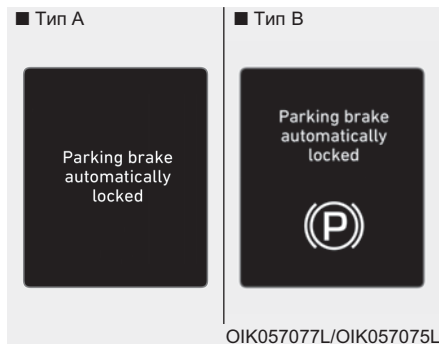 ■ Тип A
Parking brake
automatically
locked
■ Тип B
Parking brake
automatically
locked
P
OIK057077L/OIK057075L